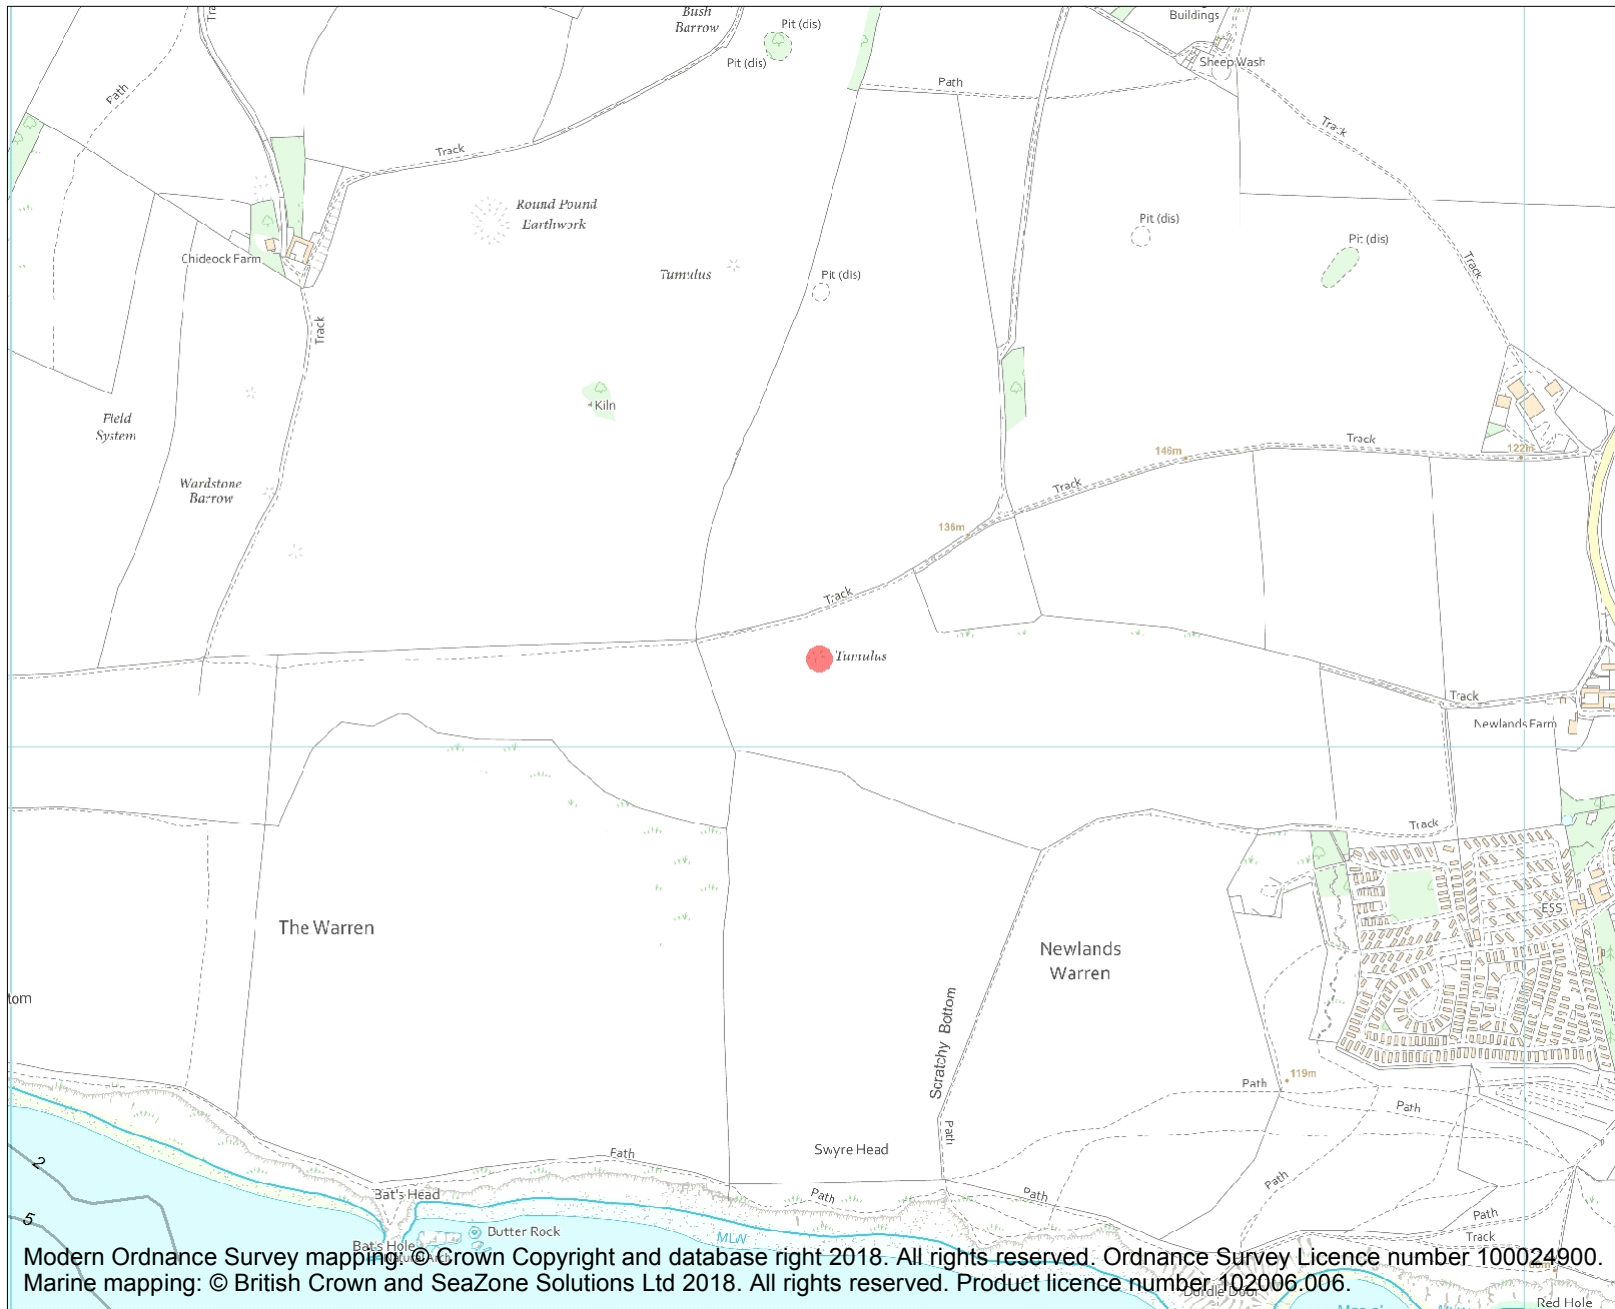 Bush
Barrow
Pit (dis)
Pit (dis)
Buildings
Sheep Wash
Path
Path
Track
Track
Round Pound
Earthwork
Pit (dis)
Pit (dis)
Chideock Farm
Tumulus
Pit (dis)
Track
Track
Kiln
Field
System
Track
146m
122m
Wardstone
Barrow
Track
136m
Track
Tumulus
Track
Newlands Farm
Track
ESS
The Warren
Newlands
Warren
tom
Scratchy Bottom
119m
Path
Path
Path
Swyre Head
Path
2
Path
Path
Path
Bat's Head
Path
5
Dutter Rock
MLW
Track
Bat's Hole
Modern Ordnance Survey mapping: © Crown Copyright and database right 2018. All rights reserved. Ordnance Survey Licence number 100024900.
Marine mapping: © British Crown and SeaZone Solutions Ltd 2018. All rights reserved. Product licence number 102006.006.
Durdle Door
Red Hole